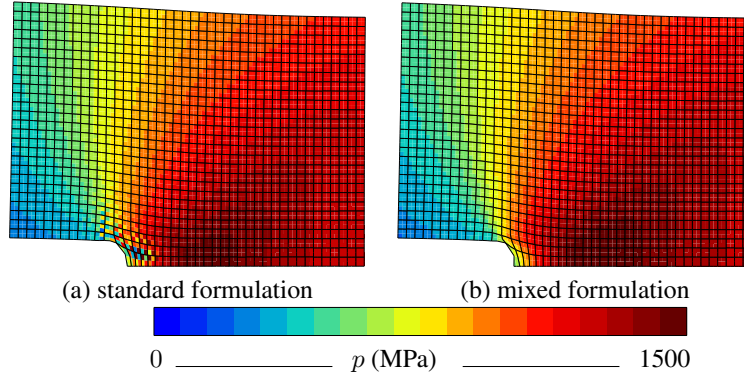 (a) standard formulation
(b) mixed formulation
0 p (MPa) 1500